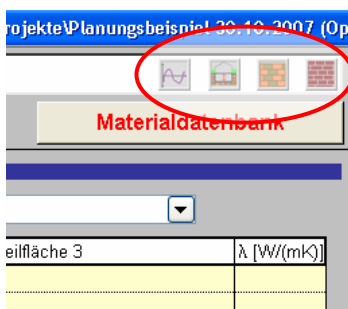 rojekte\Planungsbeispiel 30.10.2007 (Op
Materialdatenbank
eilfläche 3
λ [W/(mK)]